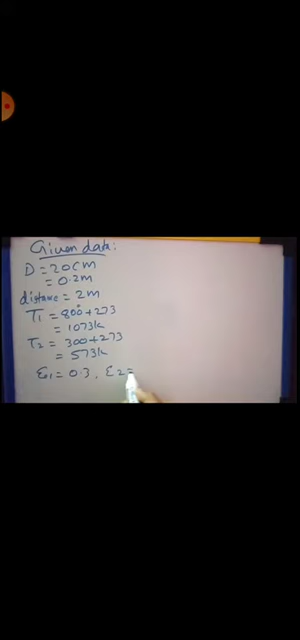 Given data:
D = 20cm
= 0.2m
distance = 2m
T1 = 800+273
= 1073k
T2 = 300+273
= 573k
ε1 = 0.3, ε2=